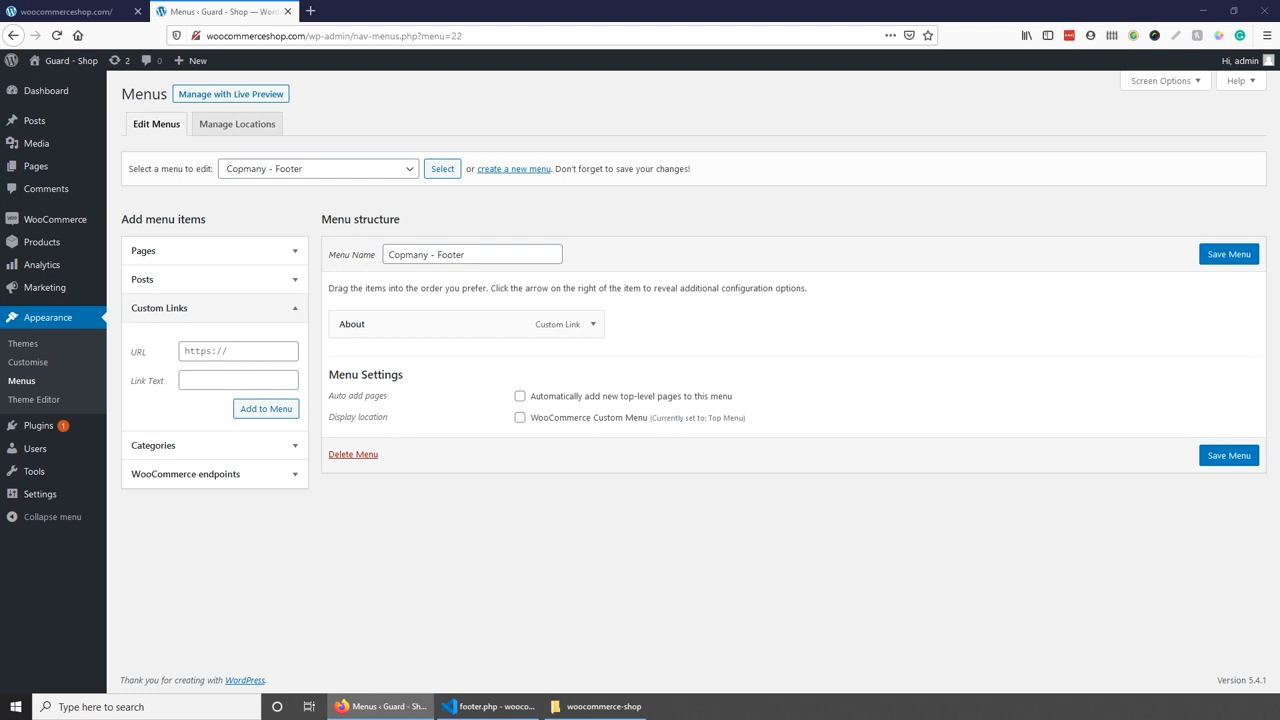 woocommerceshop.com/
Menus ‹ Guard - Shop — Wor
woocommerceshop.com/wp-admin/nav-menus.php?menu=22
Guard - Shop
2
0
New
Hi, admin
Dashboard
Posts
Media
Pages
Comments
WooCommerce
Products
Analytics
Marketing
Appearance
Themes
Customise
Menus
Theme Editor
Plugins 1
Users
Tools
Settings
Collapse menu
Screen Options
Help
Menus
Manage with Live Preview
Edit Menus
Manage Locations
Select a menu to edit: Copmany - Footer Select or create a new menu. Don't forget to save your changes!
Add menu items
Pages
Posts
Custom Links
URL https://
Link Text
Add to Menu
Categories
WooCommerce endpoints
Menu structure
Menu Name Copmany - Footer Save Menu
Drag the items into the order you prefer. Click the arrow on the right of the item to reveal additional configuration options.
About Custom Link
Menu Settings
Auto add pages Automatically add new top-level pages to this menu
Display location WooCommerce Custom Menu (Currently set to: Top Menu)
Delete Menu Save Menu
Thank you for creating with WordPress.
Version 5.4.1
Type here to search
Menus ‹ Guard - Sh...
footer.php - wooco...
woocommerce-shop